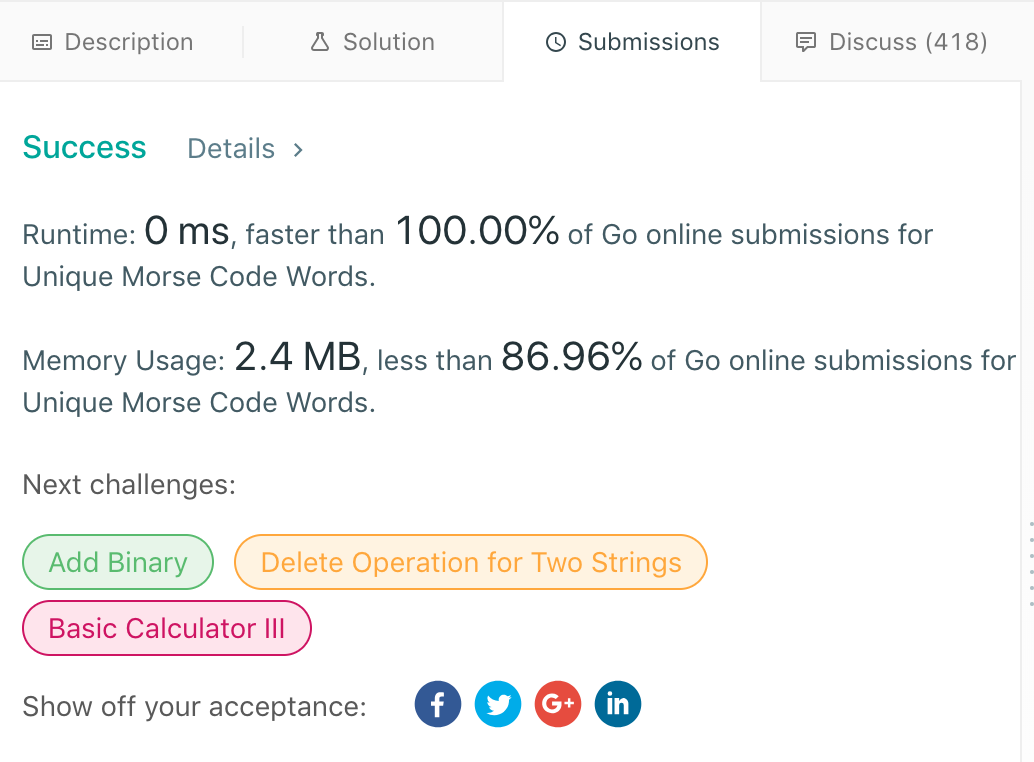 Description Solution Submissions Discuss (418)
Success Details >
Runtime: 0 ms, faster than 100.00% of Go online submissions for
Unique Morse Code Words.
Memory Usage: 2.4 MB, less than 86.96% of Go online submissions for
Unique Morse Code Words.
Next challenges:
Add Binary Delete Operation for Two Strings
Basic Calculator III
Show off your acceptance: f G+ in